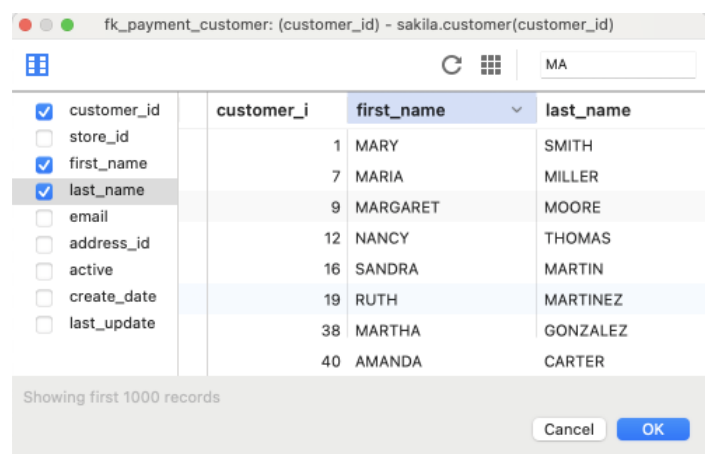 fk_payment_customer: (customer_id) - sakila.customer(customer_id)
MA
customer_id
store_id
first_name
last_name
email
address_id
active
create_date
last_update
customer_i first_name last_name
1 MARY SMITH
7 MARIA MILLER
9 MARGARET MOORE
12 NANCY THOMAS
16 SANDRA MARTIN
19 RUTH MARTINEZ
38 MARTHA GONZALEZ
40 AMANDA CARTER
Showing first 1000 records
Cancel OK